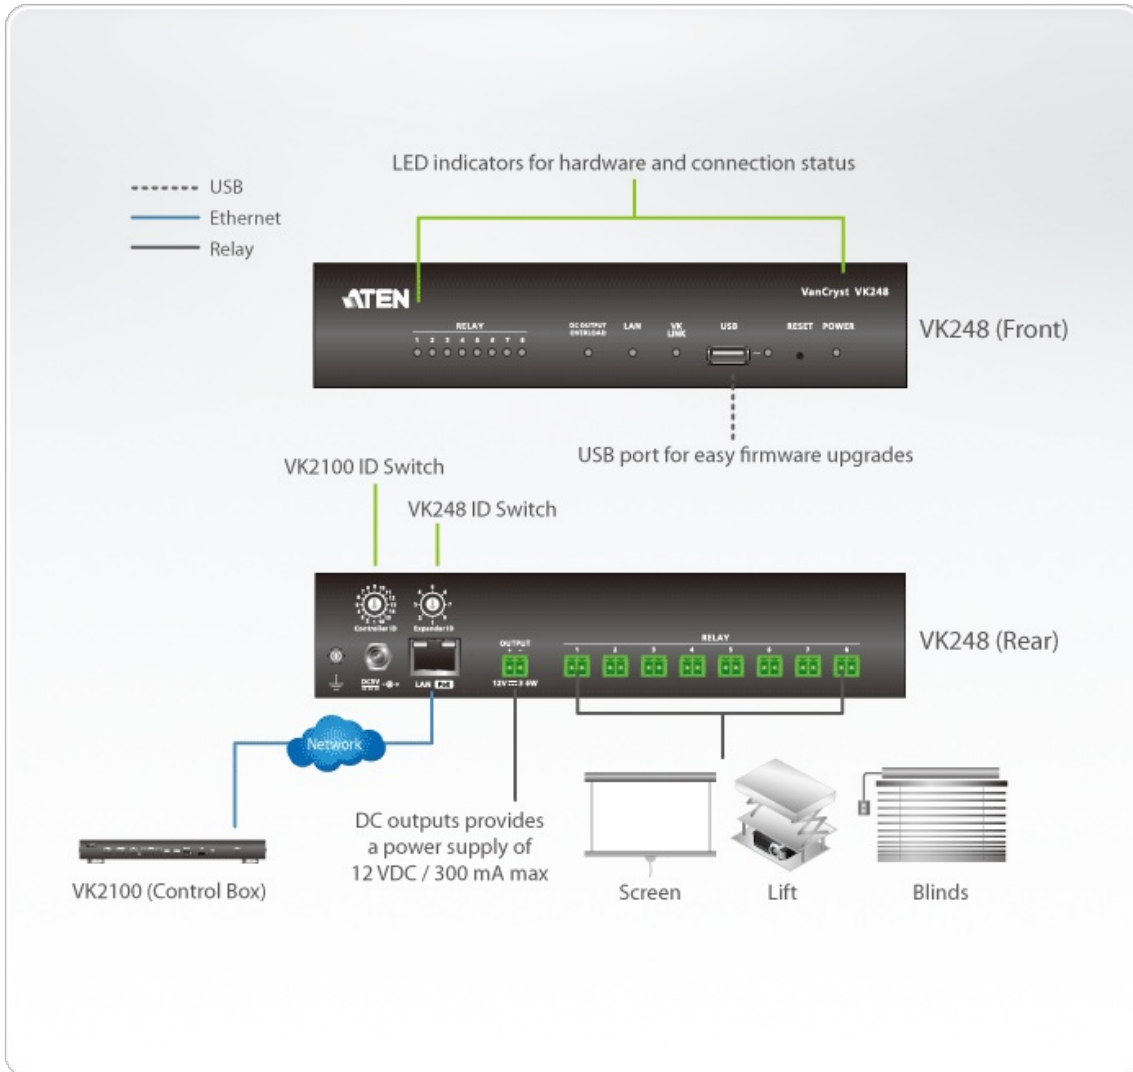 LED indicators for hardware and connection status
USB
Ethernet
Relay
ATEN
VanCryst VK248
RELAY
1 2 3 4 5 6 7 8
DC OUTPUT
OVERLOAD
LAN
VK
LINK
USB
RESET
POWER
VK248 (Front)
USB port for easy firmware upgrades
VK2100 ID Switch
VK248 ID Switch
Controller ID
Expander ID
OUTPUT
+ -
RELAY
1 2 3 4 5 6 7 8
VK248 (Rear)
DC5V
LAN PoE
12V 3.6W
Network
DC outputs provides
a power supply of
12 VDC / 300 mA max
VK2100 (Control Box)
Screen
Lift
Blinds